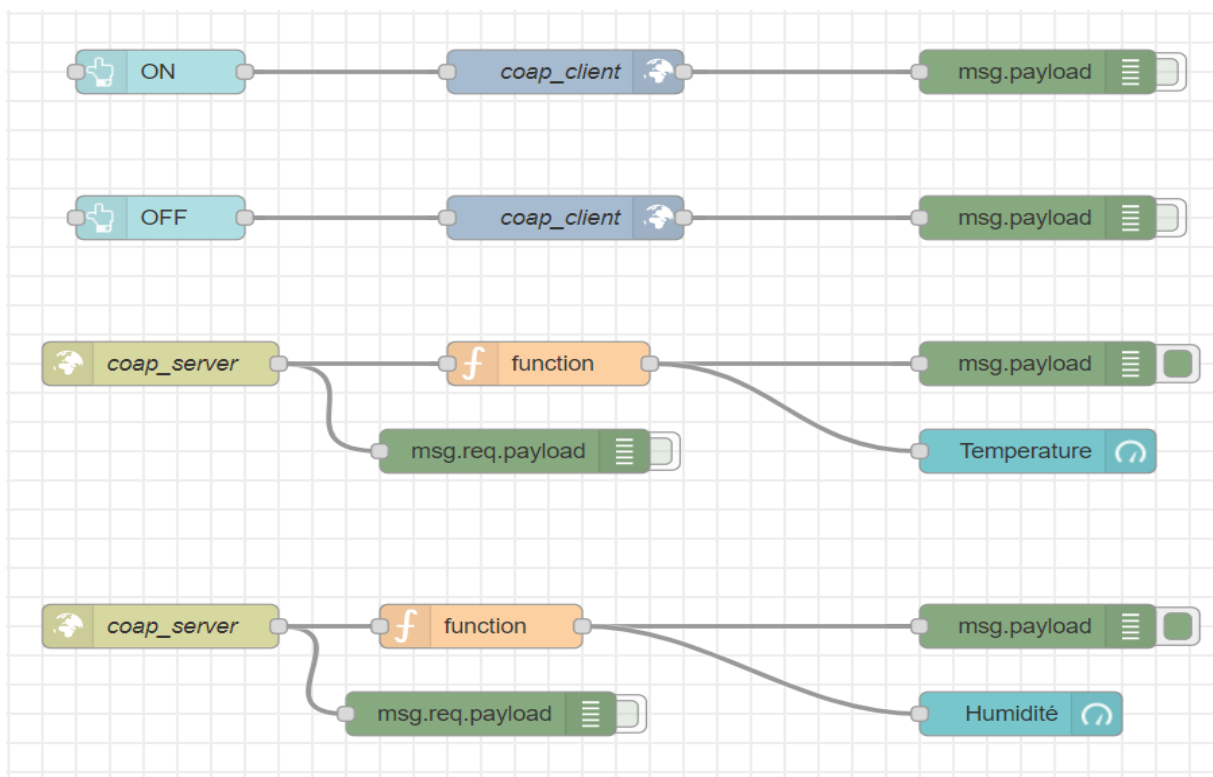 ON
coap_client
msg.payload
OFF
coap_client
msg.payload
coap_server
function
msg.payload
msg.req.payload
Temperature
coap_server
function
msg.payload
msg.req.payload
Humidité